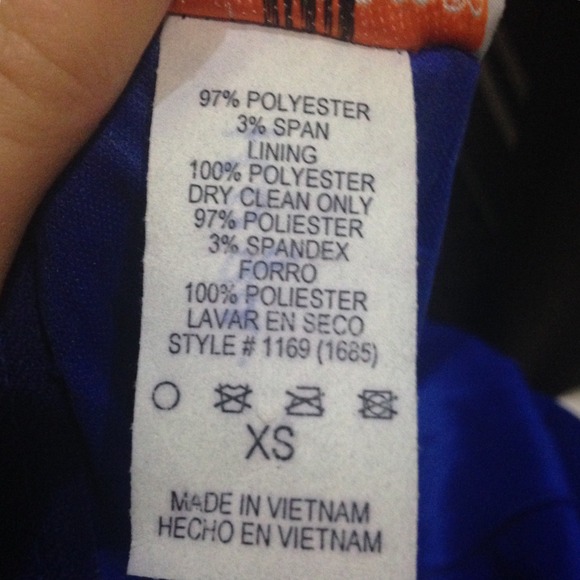 97% POLYESTER
3% SPAN
LINING
100% POLYESTER
DRY CLEAN ONLY
97% POLIESTER
3% SPANDEX
FORRO
100% POLIESTER
LAVAR EN SECO
STYLE # 1169 (1685)
XS
MADE IN VIETNAM
HECHO EN VIETNAM